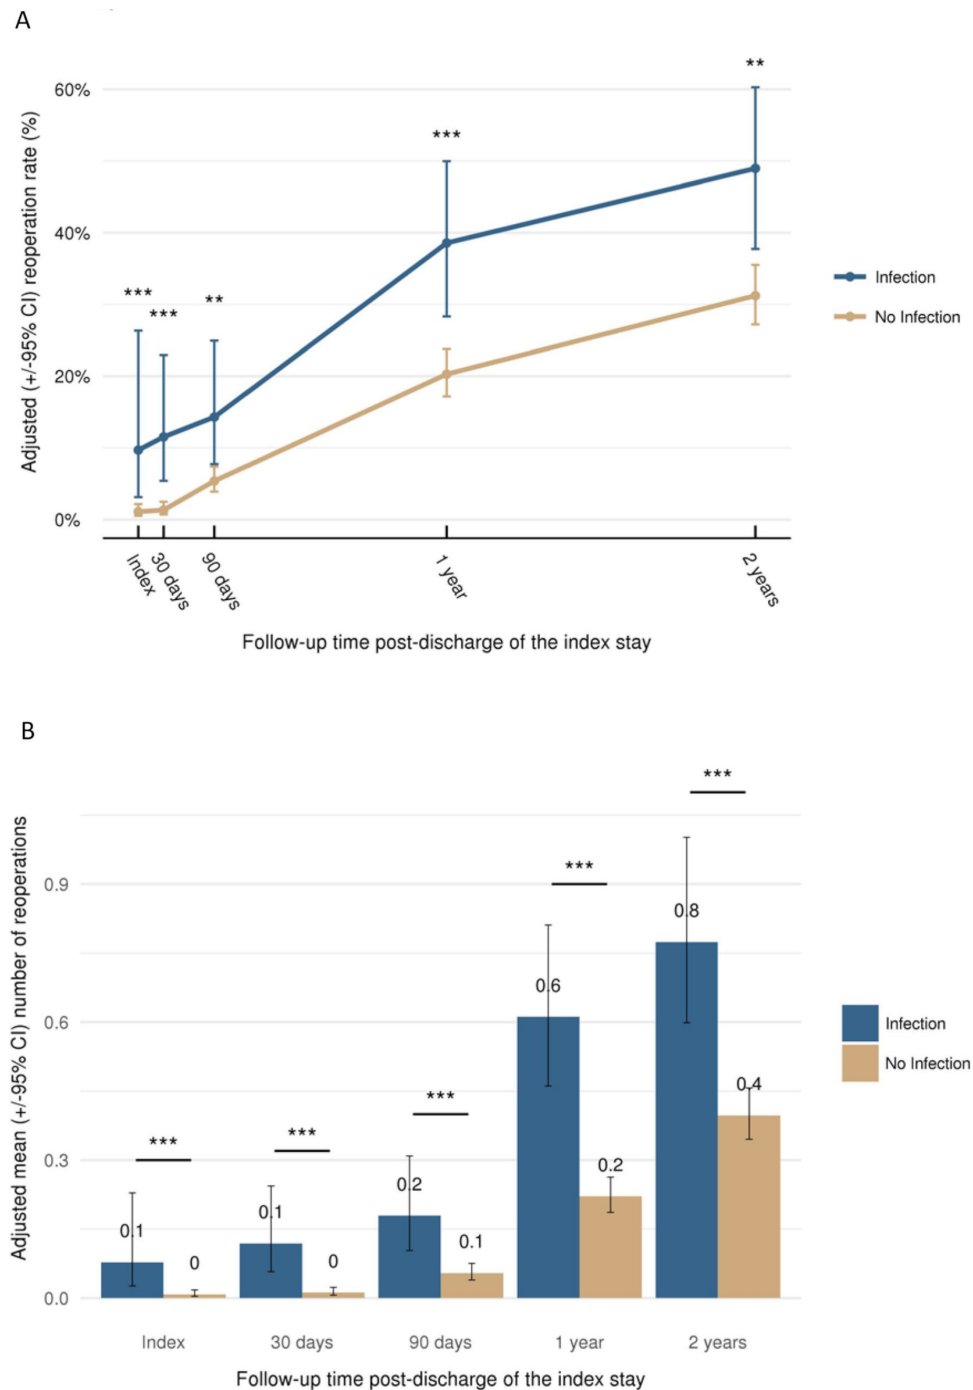 A
Adjusted (+/-95% CI) reoperation rate (%)
60%
40%
20%
0%
***
***
**
***
**
Infection
No Infection
Index
30 days
90 days
1 year
2 years
Follow-up time post-discharge of the index stay
B
Adjusted mean (+/-95% CI) number of reoperations
0.9
0.6
0.3
0.0
***
***
***
***
***
0.1
0
0.1
0
0.2
0.1
0.6
0.2
0.8
0.4
Infection
No Infection
Index
30 days
90 days
1 year
2 years
Follow-up time post-discharge of the index stay